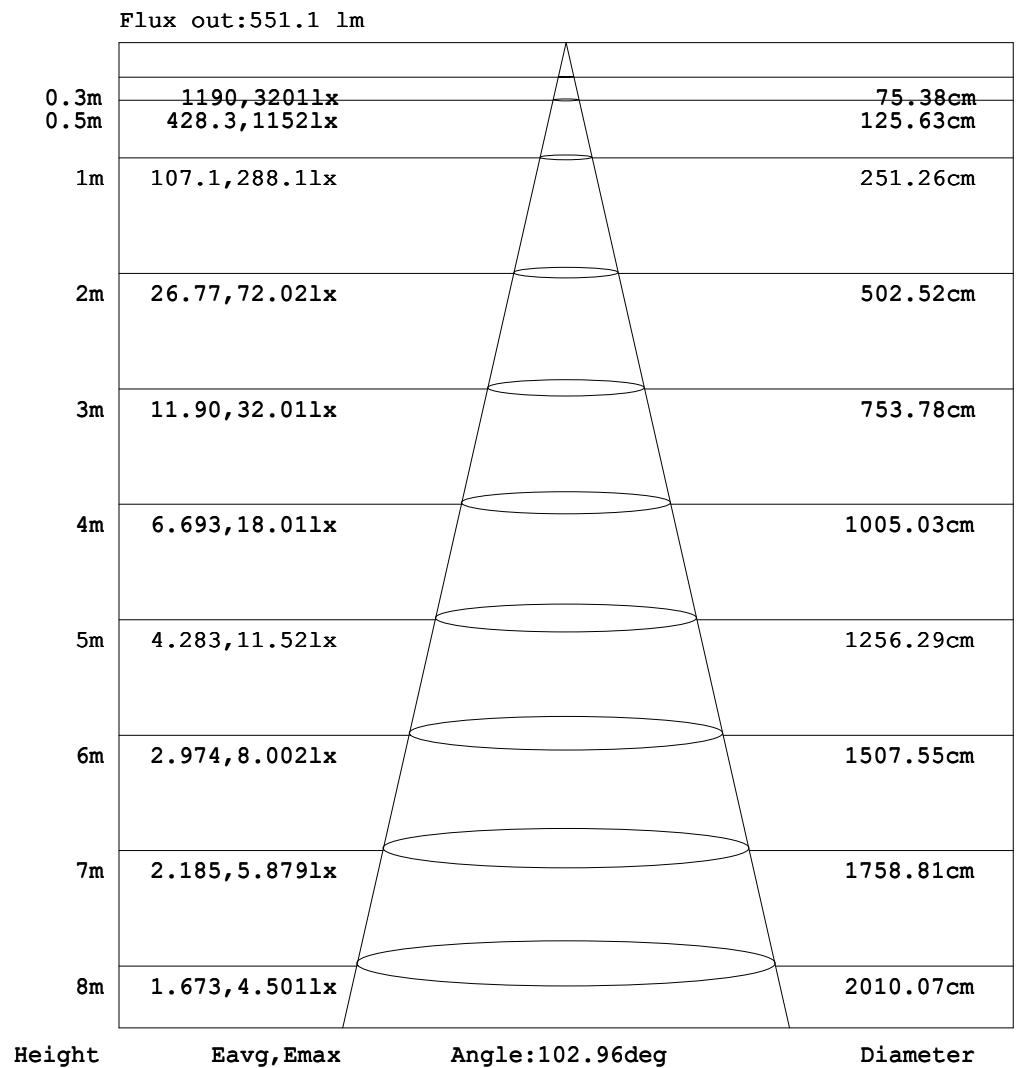 Flux out:551.1 lm
0.3m 1190,3201lx 75.38cm
0.5m 428.3,1152lx 125.63cm
1m 107.1,288.1lx 251.26cm
2m 26.77,72.02lx 502.52cm
3m 11.90,32.01lx 753.78cm
4m 6.693,18.01lx 1005.03cm
5m 4.283,11.52lx 1256.29cm
6m 2.974,8.002lx 1507.55cm
7m 2.185,5.879lx 1758.81cm
8m 1.673,4.501lx 2010.07cm
Height Eavg,Emax Angle:102.96deg Diameter